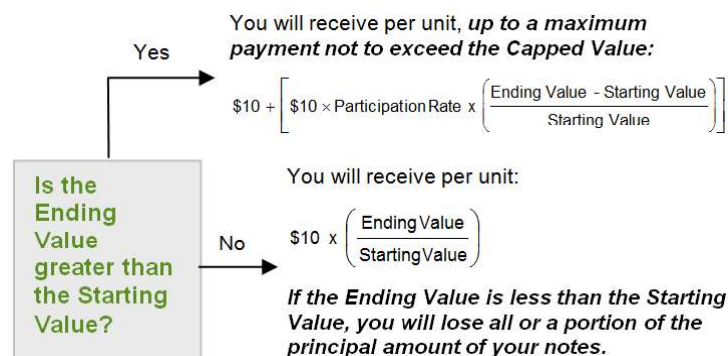 You will receive per unit, up to a maximum
payment not to exceed the Capped Value:
Yes
$10 + [ $10 × Participation Rate x ( Ending Value - Starting Value / Starting Value ) ]
Is the
Ending
Value
greater than
the Starting
Value?
No
You will receive per unit:
$10 x ( Ending Value / Starting Value )
If the Ending Value is less than the Starting
Value, you will lose all or a portion of the
principal amount of your notes.